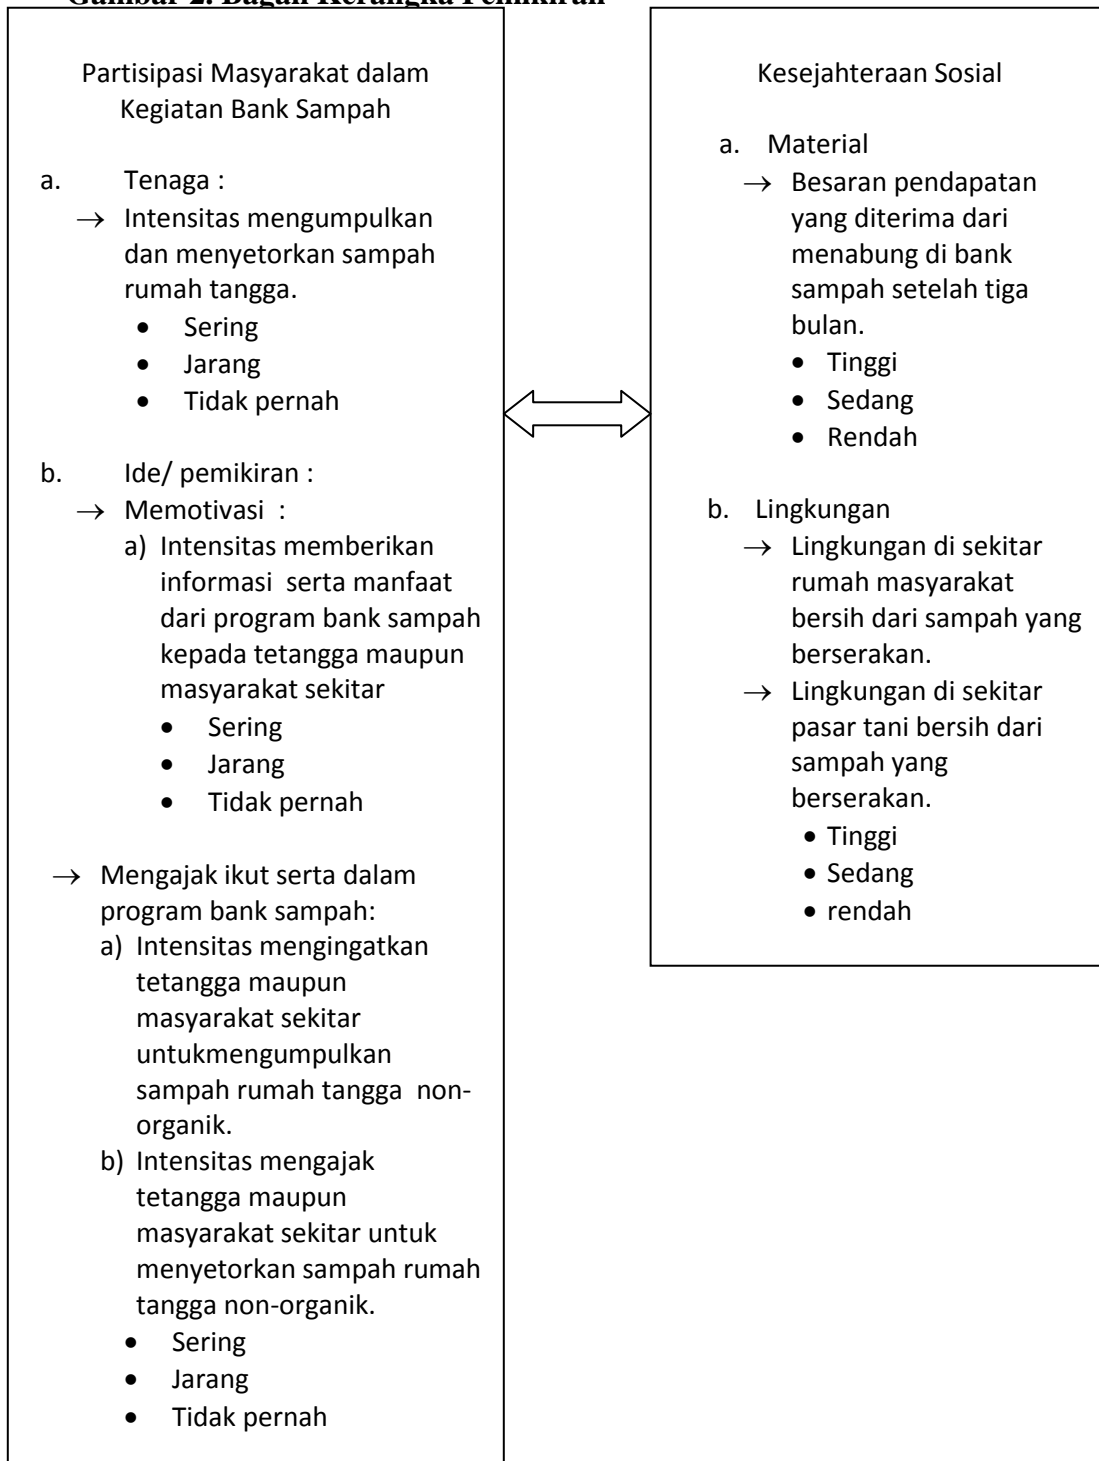 Gambar 2. Bagan Kerangka Pemikiran
Partisipasi Masyarakat dalam
Kegiatan Bank Sampah
a. Tenaga :
→ Intensitas mengumpulkan
dan menyetorkan sampah
rumah tangga.
• Sering
• Jarang
• Tidak pernah
b. Ide/ pemikiran :
→ Memotivasi :
a) Intensitas memberikan
informasi serta manfaat
dari program bank sampah
kepada tetangga maupun
masyarakat sekitar
• Sering
• Jarang
• Tidak pernah
→ Mengajak ikut serta dalam
program bank sampah:
a) Intensitas mengingatkan
tetangga maupun
masyarakat sekitar
untukmengumpulkan
sampah rumah tangga non-
organik.
b) Intensitas mengajak
tetangga maupun
masyarakat sekitar untuk
menyetorkan sampah rumah
tangga non-organik.
• Sering
• Jarang
• Tidak pernah
Kesejahteraan Sosial
a. Material
→ Besaran pendapatan
yang diterima dari
menabung di bank
sampah setelah tiga
bulan.
• Tinggi
• Sedang
• Rendah
b. Lingkungan
→ Lingkungan di sekitar
rumah masyarakat
bersih dari sampah yang
berserakan.
→ Lingkungan di sekitar
pasar tani bersih dari
sampah yang
berserakan.
• Tinggi
• Sedang
• rendah